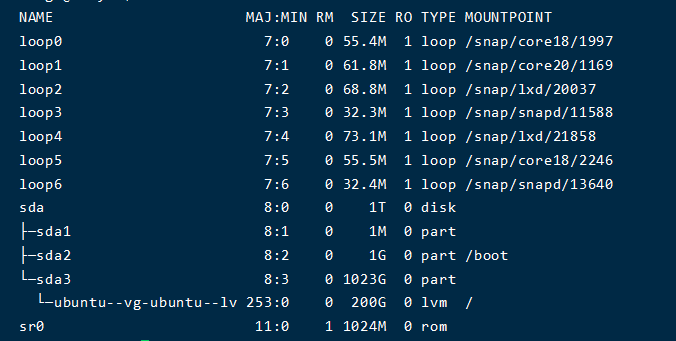 NAME                      MAJ:MIN RM  SIZE RO TYPE MOUNTPOINT
loop0                       7:0    0 55.4M  1 loop /snap/core18/1997
loop1                       7:1    0 61.8M  1 loop /snap/core20/1169
loop2                       7:2    0 68.8M  1 loop /snap/lxd/20037
loop3                       7:3    0 32.3M  1 loop /snap/snapd/11588
loop4                       7:4    0 73.1M  1 loop /snap/lxd/21858
loop5                       7:5    0 55.5M  1 loop /snap/core18/2246
loop6                       7:6    0 32.4M  1 loop /snap/snapd/13640
sda                         8:0    0    1T  0 disk
├─sda1                      8:1    0    1M  0 part
├─sda2                      8:2    0    1G  0 part /boot
└─sda3                      8:3    0 1023G  0 part
  └─ubuntu--vg-ubuntu--lv 253:0    0  200G  0 lvm  /
sr0                        11:0    1 1024M  0 rom